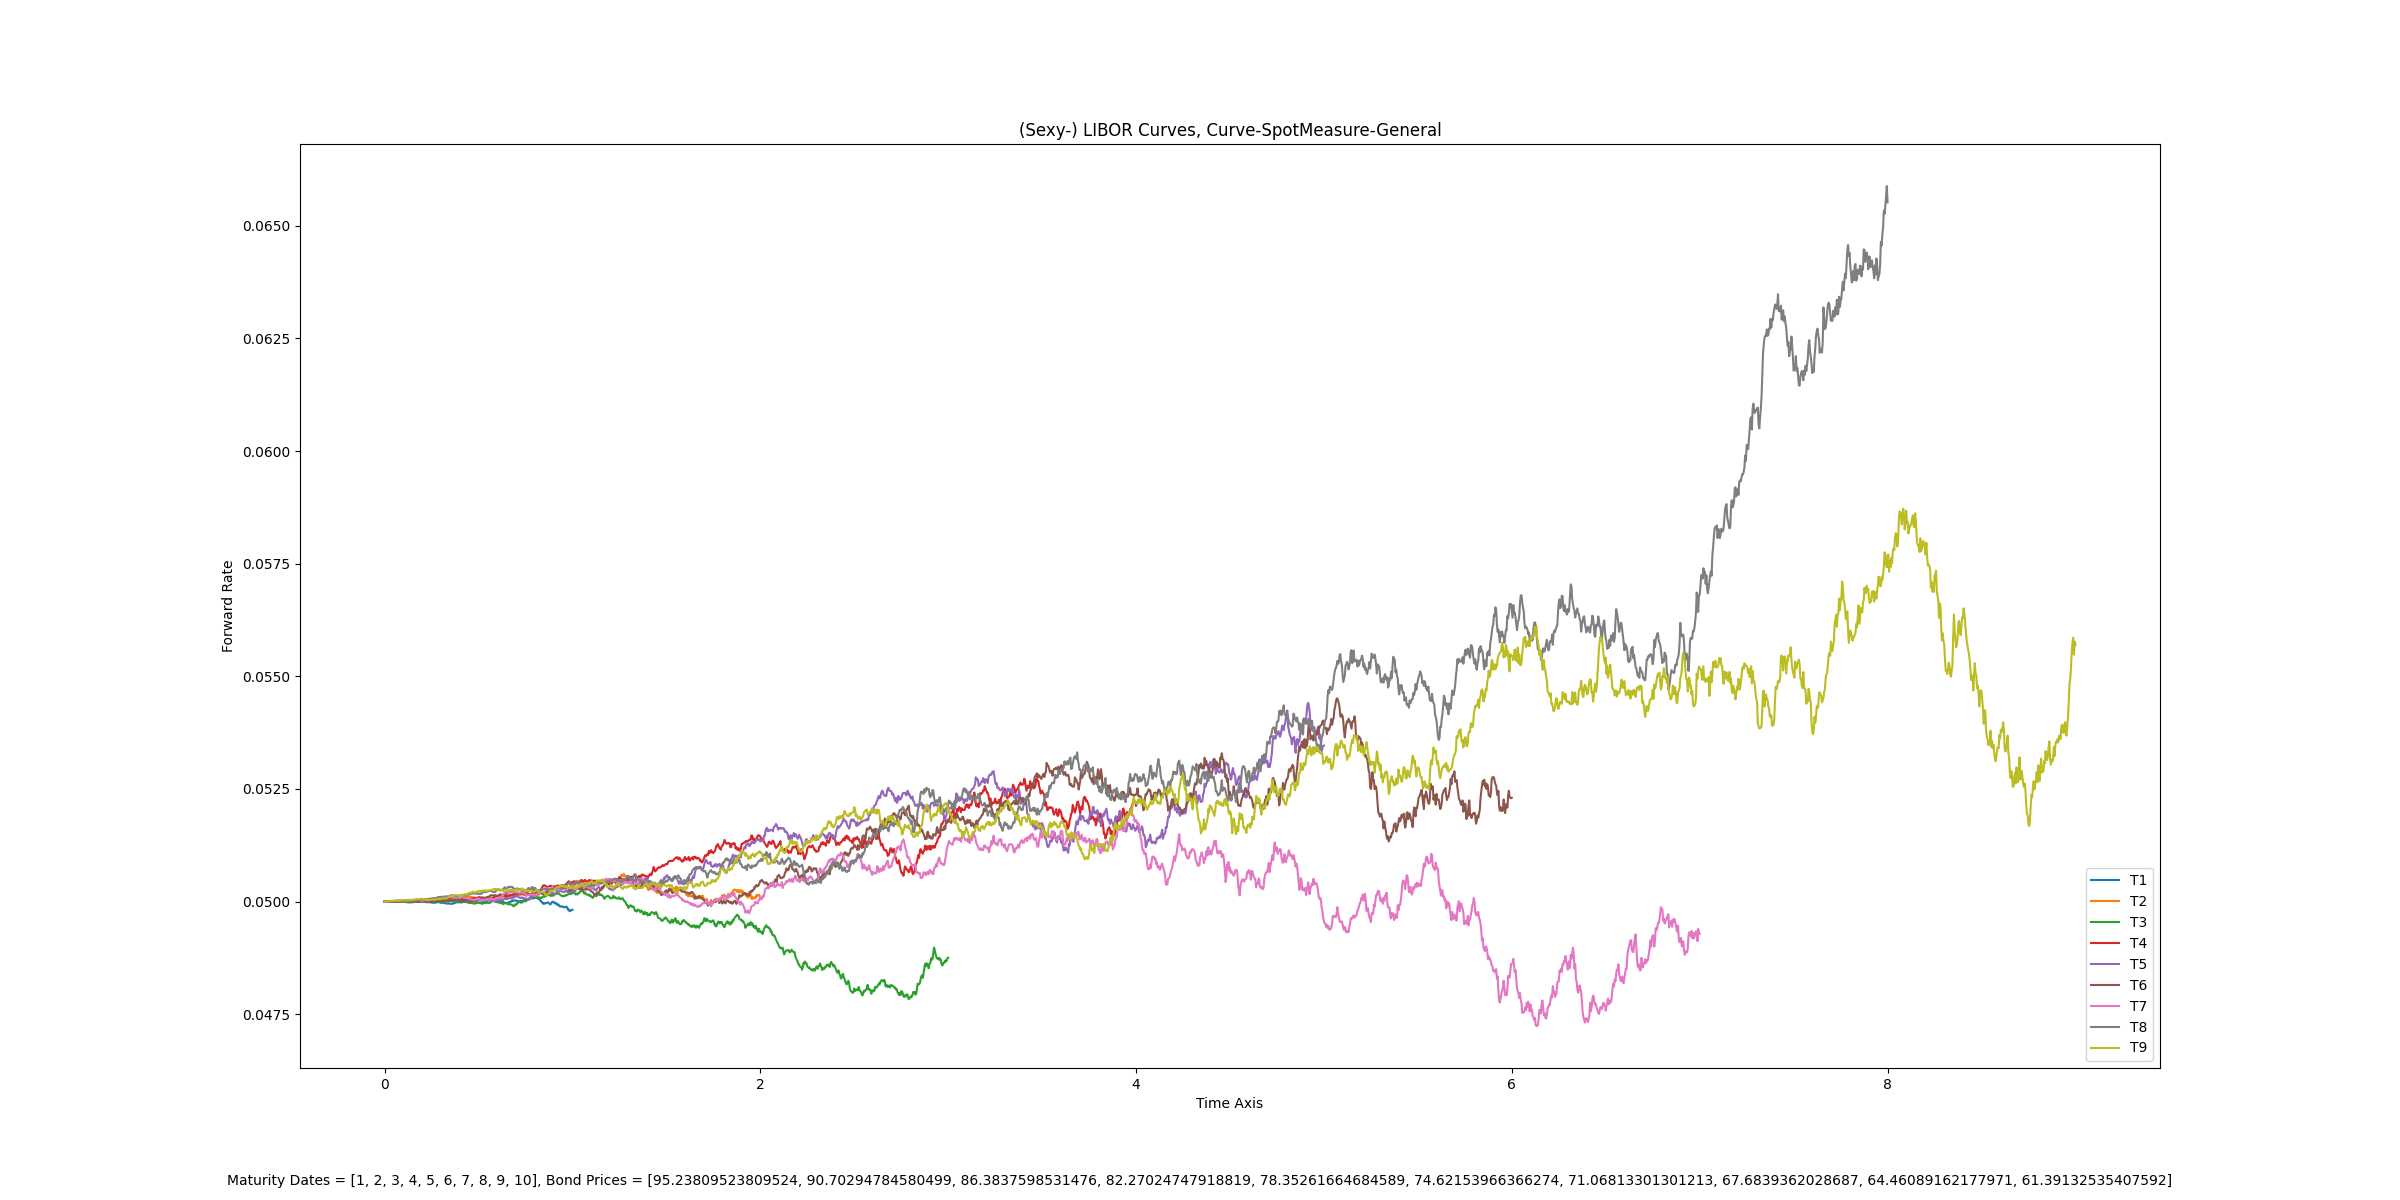 (Sexy-) LIBOR Curves, Curve-SpotMeasure-General
Forward Rate
0.0650
0.0625
0.0600
0.0575
0.0550
0.0525
0.0500
0.0475
0 2 4 6 8
Time Axis
T1
T2
T3
T4
T5
T6
T7
T8
T9
Maturity Dates = [1, 2, 3, 4, 5, 6, 7, 8, 9, 10], Bond Prices = [95.23809523809524, 90.70294784580499, 86.3837598531476, 82.27024747918819, 78.35261664684589, 74.62153966366274, 71.06813301301213, 67.6839362028687, 64.46089162177971, 61.39132535407592]